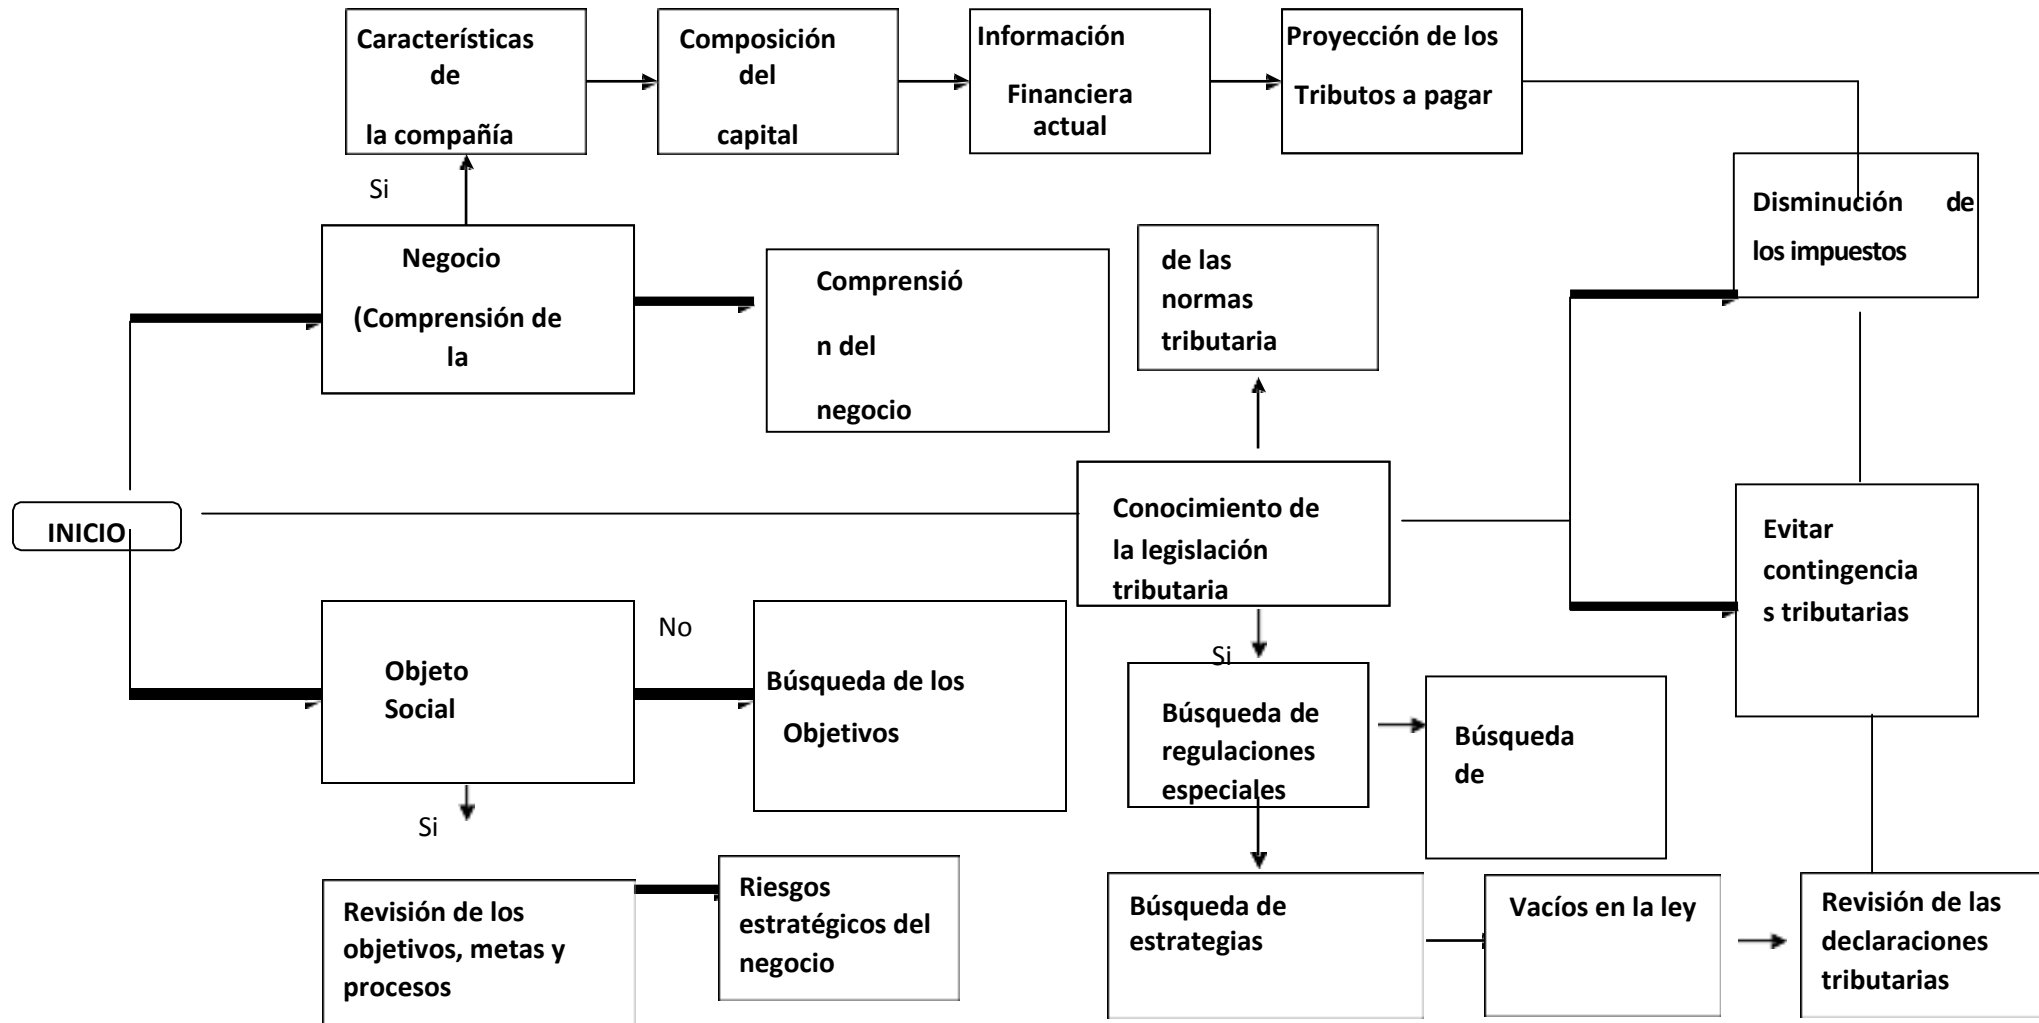 Características
de
la compañía
Composición
del
capital
Información
Financiera
actual
Proyección de los
Tributos a pagar
Si
Negocio
(Comprensión de
la
Comprensió
n del
negocio
de las
normas
tributaria
Disminución de
los impuestos
INICIO
Conocimiento de
la legislación
tributaria
Evitar
contingencia
s tributarias
Objeto
Social
No
Búsqueda de los
Objetivos
Si
Búsqueda de
regulaciones
especiales
Búsqueda
de
Si
Revisión de los
objetivos, metas y
procesos
Riesgos
estratégicos del
negocio
Búsqueda de
estrategias
Vacíos en la ley
Revisión de las
declaraciones
tributarias